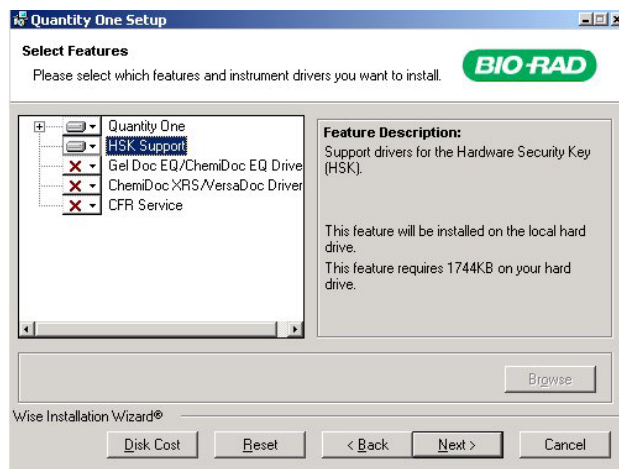 Quantity One Setup
Select Features
Please select which features and instrument drivers you want to install.
BIO-RAD
Quantity One
HSK Support
Gel Doc EQ/ChemiDoc EQ Drive
ChemiDoc XRS/VersaDoc Driver
CFR Service
Feature Description:
Support drivers for the Hardware Security Key
(HSK).
This feature will be installed on the local hard
drive.
This feature requires 1744KB on your hard
drive.
Browse
Wise Installation Wizard®
Disk Cost
Reset
< Back
Next >
Cancel